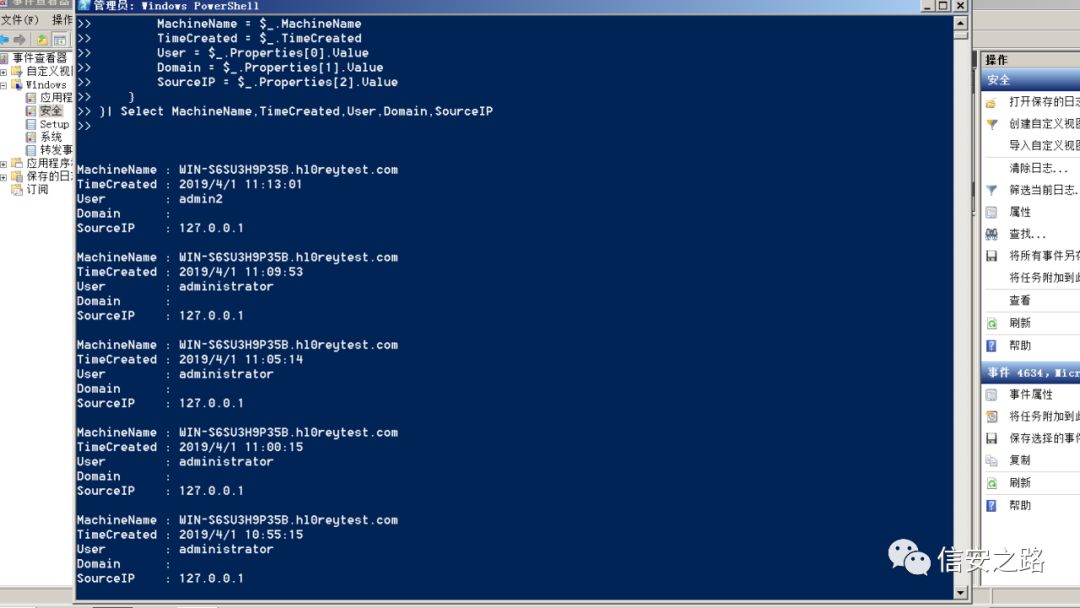 事件查看器
管理员: Windows PowerShell
文件(F) 操作
事件查看器
自定义视
Windows
应用程
安全
Setup
系统
转发事
应用程序
保存的日
订阅
>> MachineName = $_.MachineName
>> TimeCreated = $_.TimeCreated
>> User = $_.Properties[0].Value
>> Domain = $_.Properties[1].Value
>> SourceIP = $_.Properties[2].Value
>> }
>> }| Select MachineName,TimeCreated,User,Domain,SourceIP
>>
MachineName : WIN-S6SU3H9P35B.hl0reytest.com
TimeCreated : 2019/4/1 11:13:01
User : admin2
Domain :
SourceIP : 127.0.0.1
MachineName : WIN-S6SU3H9P35B.hl0reytest.com
TimeCreated : 2019/4/1 11:09:53
User : administrator
Domain :
SourceIP : 127.0.0.1
MachineName : WIN-S6SU3H9P35B.hl0reytest.com
TimeCreated : 2019/4/1 11:05:14
User : administrator
Domain :
SourceIP : 127.0.0.1
MachineName : WIN-S6SU3H9P35B.hl0reytest.com
TimeCreated : 2019/4/1 11:00:15
User : administrator
Domain :
SourceIP : 127.0.0.1
MachineName : WIN-S6SU3H9P35B.hl0reytest.com
TimeCreated : 2019/4/1 10:55:15
User : administrator
Domain :
SourceIP : 127.0.0.1
操作
安全
打开保存的日志
创建自定义视图
导入自定义视图
清除日志...
筛选当前日志.
属性
查找...
将所有事件另存
将任务附加到此
查看
刷新
帮助
事件 4634，Micr
事件属性
将任务附加到此
保存选择的事件
复制
刷新
帮助
信安之路